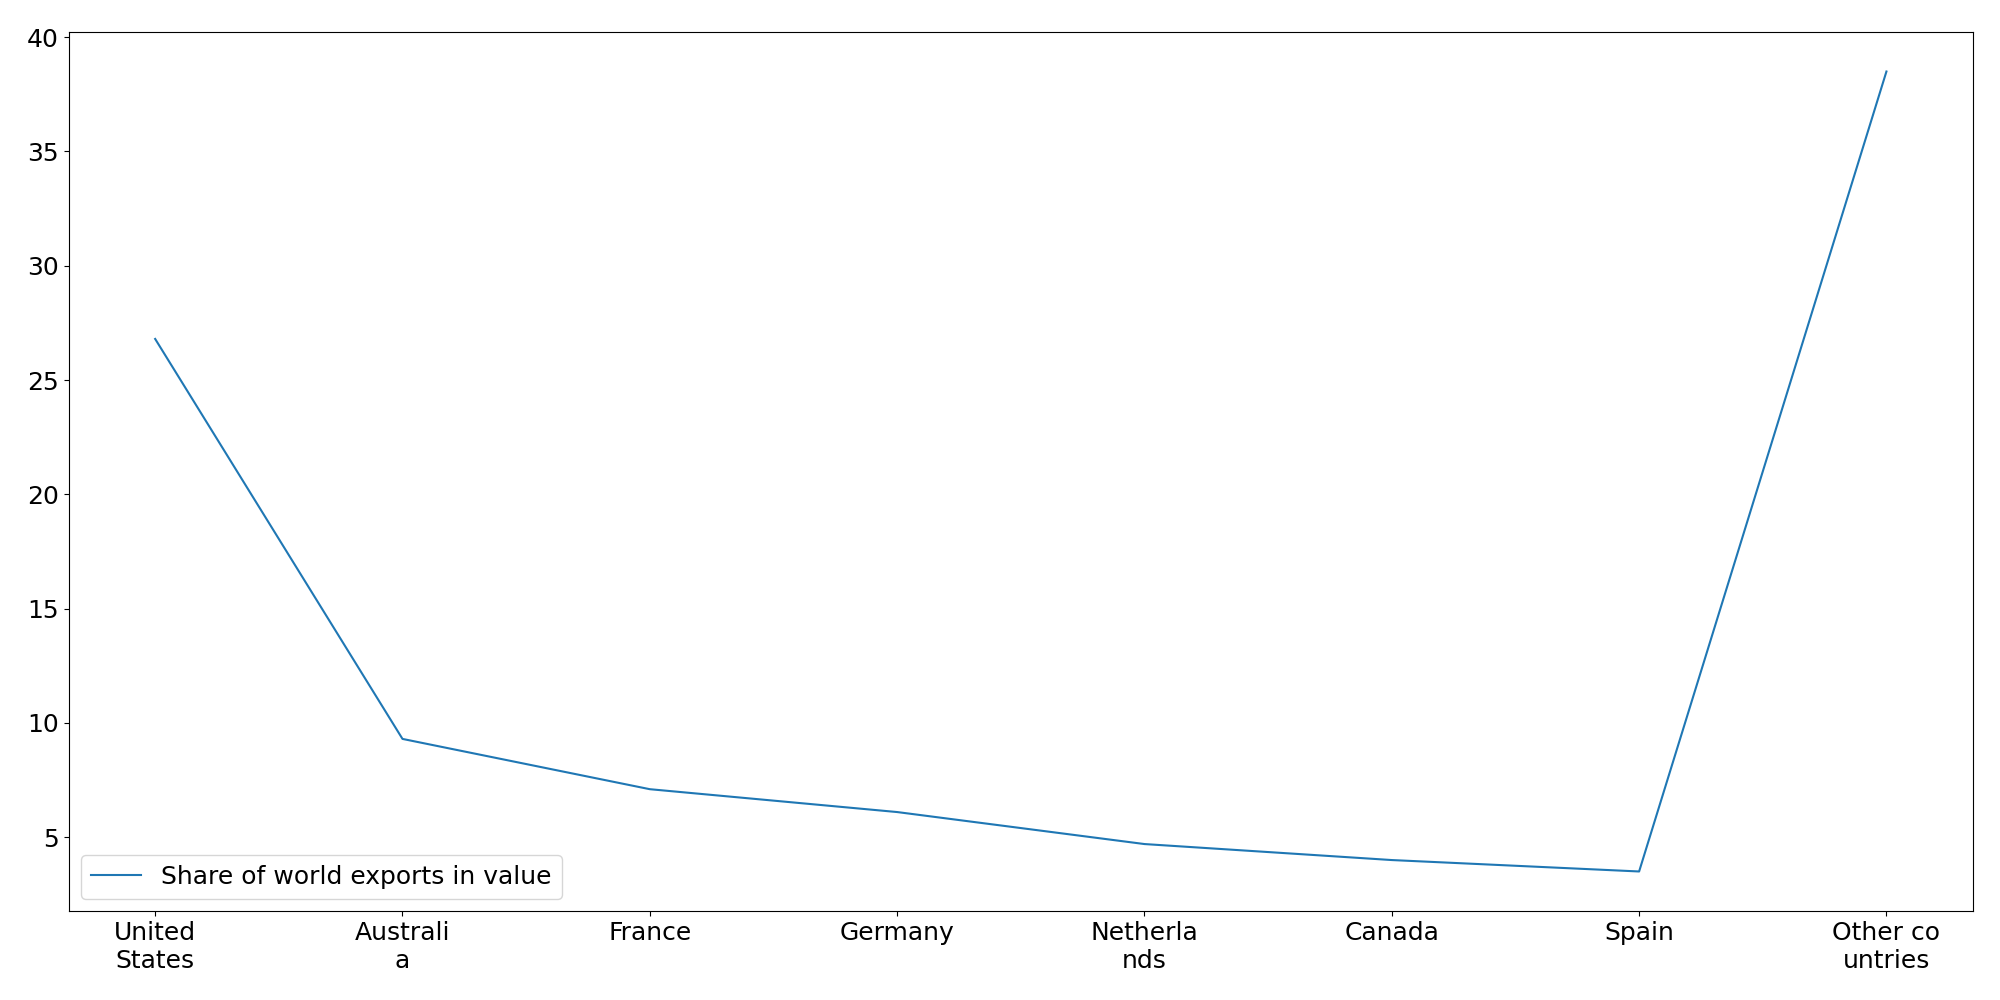 40
35
30
25
20
15
10
5
Share of world exports in value
United
States
Australi
a
France
Germany
Netherla
nds
Canada
Spain
Other co
untries